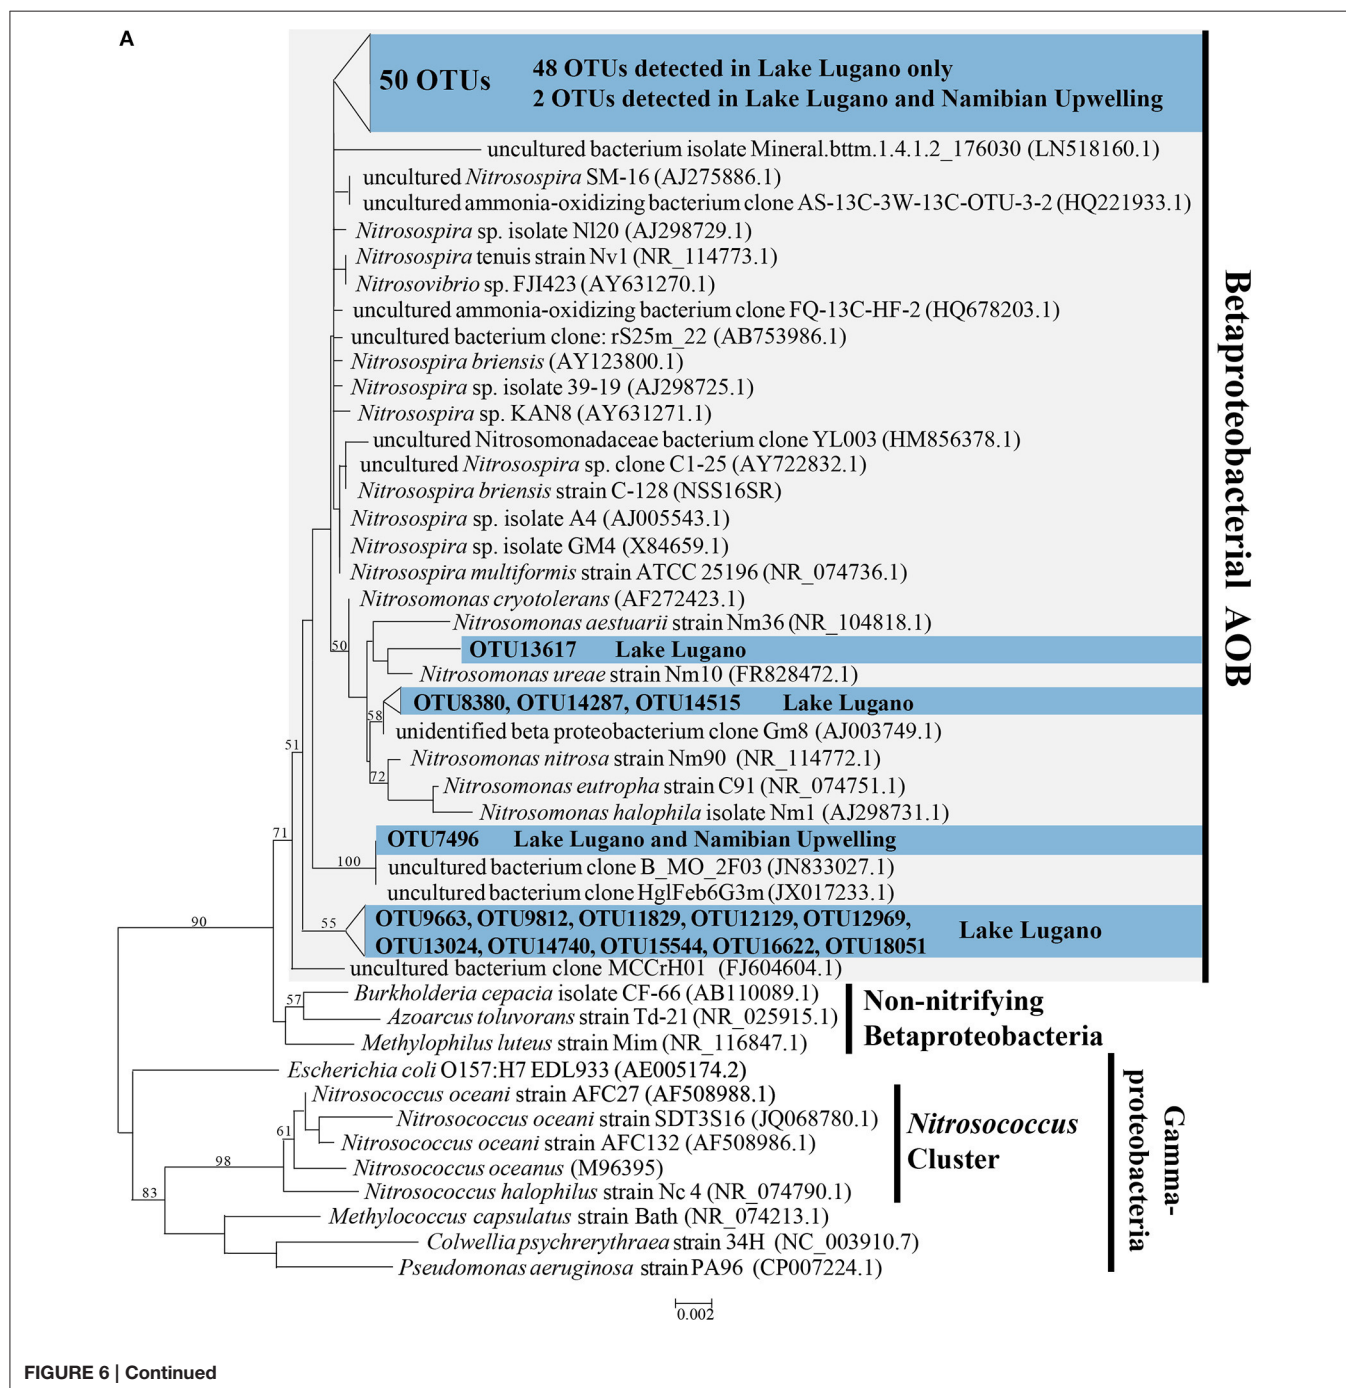 A
50 OTUs 48 OTUs detected in Lake Lugano only
2 OTUs detected in Lake Lugano and Namibian Upwelling
uncultured bacterium isolate Mineral.bttm.1.4.1.2_176030 (LN518160.1)
uncultured Nitrosospira SM-16 (AJ275886.1)
uncultured ammonia-oxidizing bacterium clone AS-13C-3W-13C-OTU-3-2 (HQ221933.1)
Nitrosospira sp. isolate Nl20 (AJ298729.1)
Nitrosospira tenuis strain Nv1 (NR_114773.1)
Nitrosovibrio sp. FJI423 (AY631270.1)
uncultured ammonia-oxidizing bacterium clone FQ-13C-HF-2 (HQ678203.1)
uncultured bacterium clone: rS25m_22 (AB753986.1)
Nitrosospira briensis (AY123800.1)
Nitrosospira sp. isolate 39-19 (AJ298725.1)
Nitrosospira sp. KAN8 (AY631271.1)
uncultured Nitrosomonadaceae bacterium clone YL003 (HM856378.1)
uncultured Nitrosospira sp. clone C1-25 (AY722832.1)
Nitrosospira briensis strain C-128 (NSS16SR)
Nitrosospira sp. isolate A4 (AJ005543.1)
Nitrosospira sp. isolate GM4 (X84659.1)
Nitrosospira multiformis strain ATCC 25196 (NR_074736.1)
Nitrosomonas cryotolerans (AF272423.1)
Nitrosomonas aestuarii strain Nm36 (NR_104818.1)
50
OTU13617 Lake Lugano
Nitrosomonas ureae strain Nm10 (FR828472.1)
OTU8380, OTU14287, OTU14515 Lake Lugano
58
unidentified beta proteobacterium clone Gm8 (AJ003749.1)
51
Nitrosomonas nitrosa strain Nm90 (NR_114772.1)
72
Nitrosomonas eutropha strain C91 (NR_074751.1)
Nitrosomonas halophila isolate Nm1 (AJ298731.1)
71
OTU7496 Lake Lugano and Namibian Upwelling
100
uncultured bacterium clone B_MO_2F03 (JN833027.1)
uncultured bacterium clone HglFeb6G3m (JX017233.1)
90
55
OTU9663, OTU9812, OTU11829, OTU12129, OTU12969,
OTU13024, OTU14740, OTU15544, OTU16622, OTU18051
Lake Lugano
uncultured bacterium clone MCCrH01 (FJ604604.1)
Betaproteobacterial AOB
57
Burkholderia cepacia isolate CF-66 (AB110089.1)
Azoarcus toluvorans strain Td-21 (NR_025915.1)
Methylophilus luteus strain Mim (NR_116847.1)
Non-nitrifying
Betaproteobacteria
Escherichia coli O157:H7 EDL933 (AE005174.2)
Nitrosococcus oceani strain AFC27 (AF508988.1)
Nitrosococcus oceani strain SDT3S16 (JQ068780.1)
61
Nitrosococcus oceani strain AFC132 (AF508986.1)
98
Nitrosococcus oceanus (M96395)
83
Nitrosococcus halophilus strain Nc 4 (NR_074790.1)
Nitrosococcus
Cluster
Methylococcus capsulatus strain Bath (NR_074213.1)
Colwellia psychrerythraea strain 34H (NC_003910.7)
Pseudomonas aeruginosa strain PA96 (CP007224.1)
Gamma-
proteobacteria
0.002
FIGURE 6 | Continued